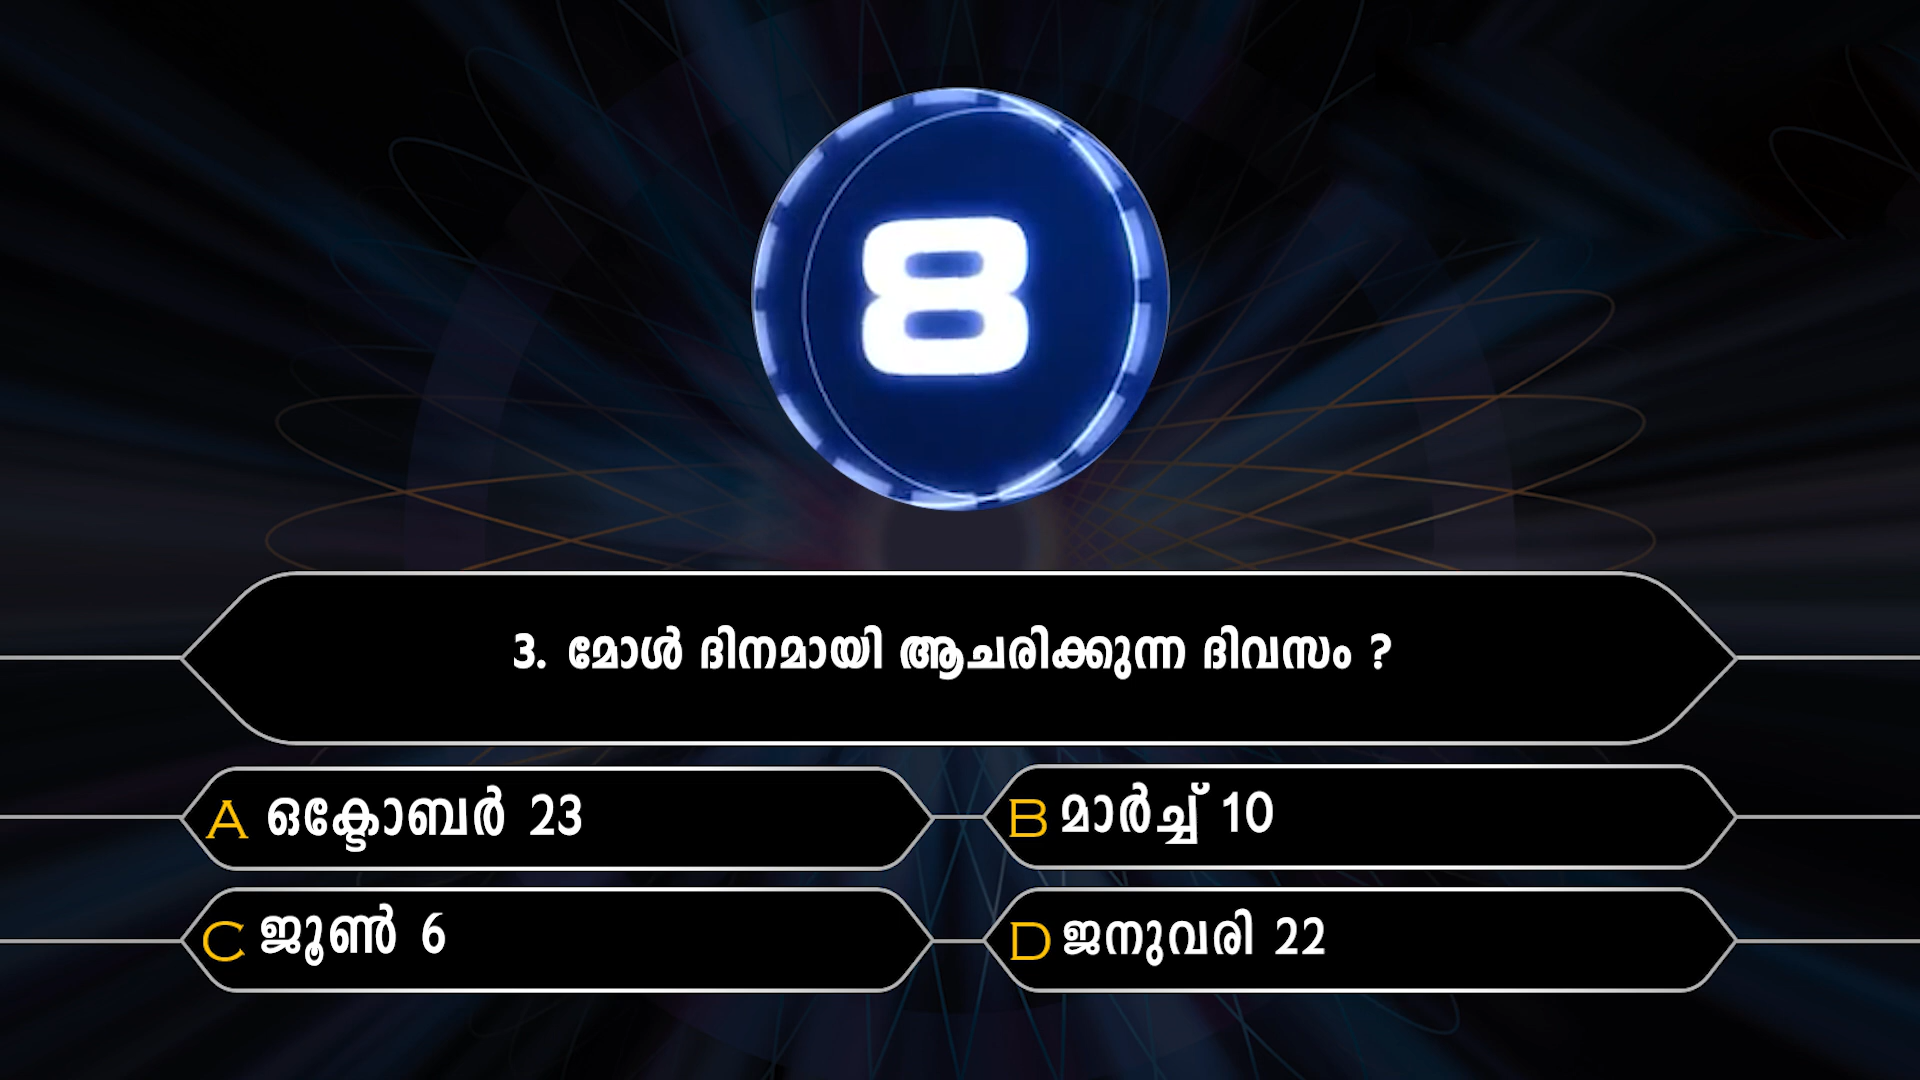 8
3. മോൾ ദിനമായി ആചരിക്കുന്ന ദിവസം ?
A ഒക്ടോബർ 23
B മാർച്ച് 10
C ജൂൺ 6
D ജനുവരി 22